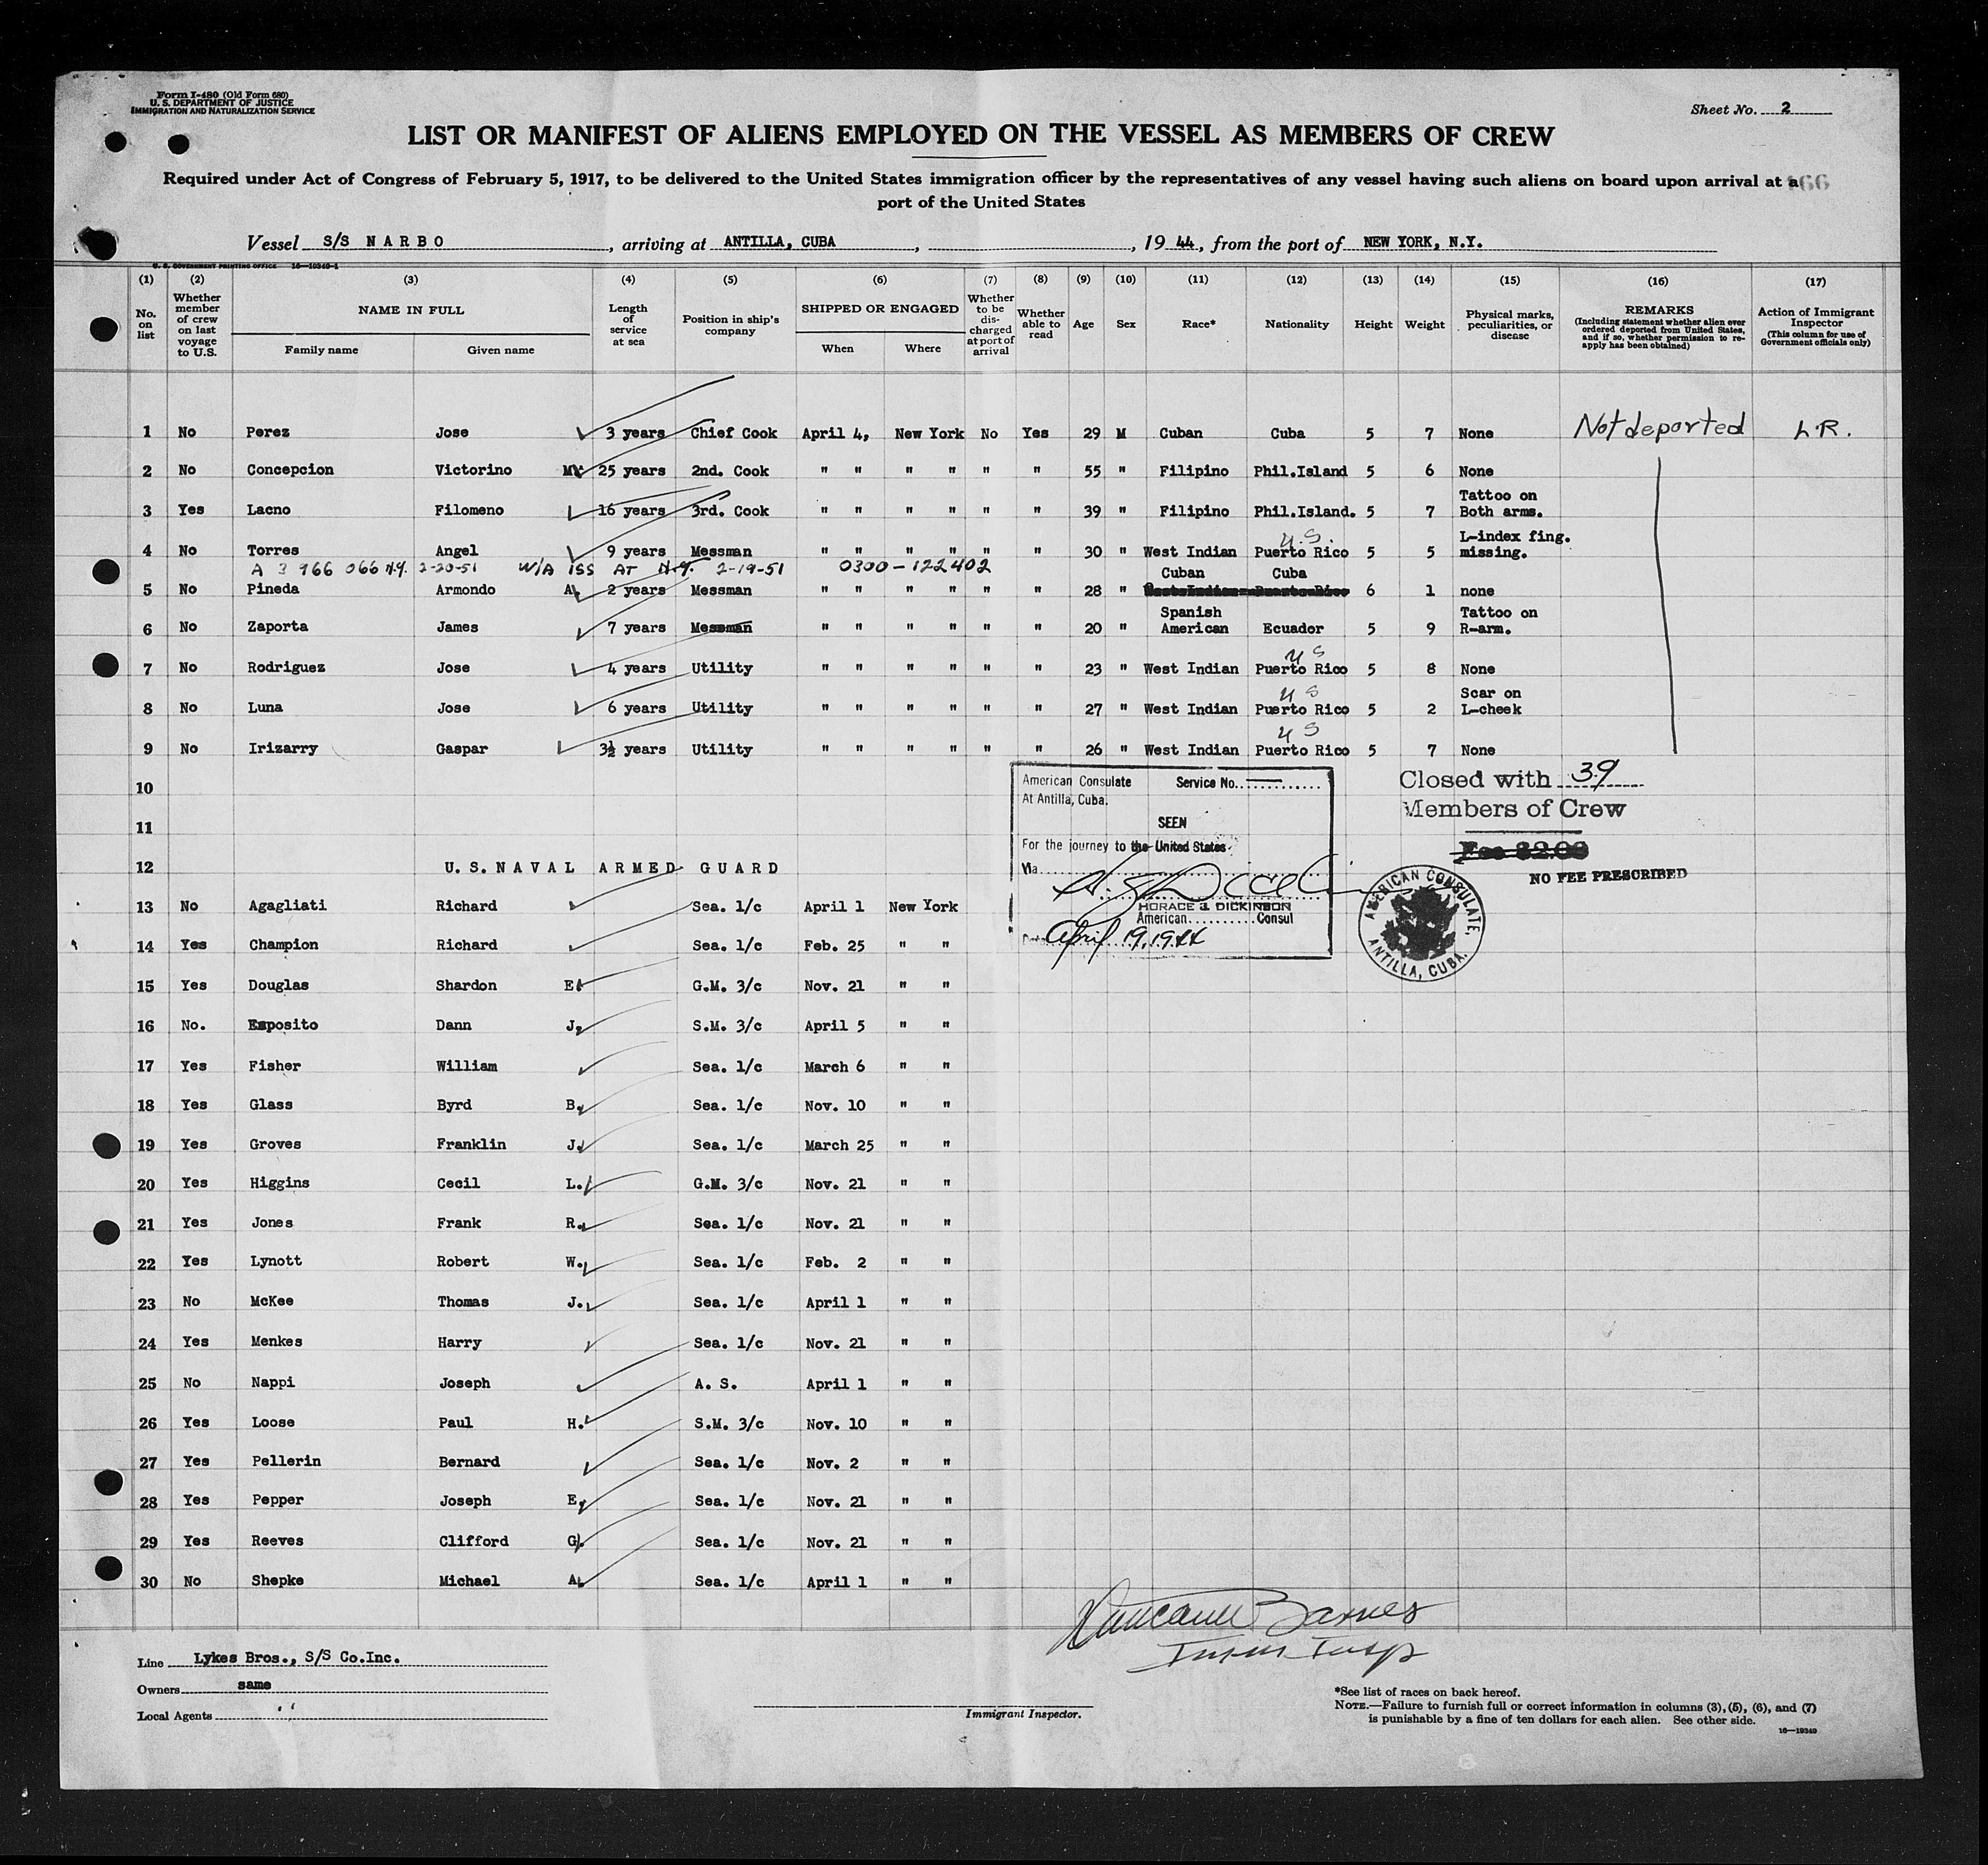 Form I-480 (Old Form 680)
U. S. DEPARTMENT OF JUSTICE
IMMIGRATION AND NATURALIZATION SERVICE
Sheet No. 2
LIST OR MANIFEST OF ALIENS EMPLOYED ON THE VESSEL AS MEMBERS OF CREW
Required under Act of Congress of February 5, 1917, to be delivered to the United States immigration officer by the representatives of any vessel having such aliens on board upon arrival at a
port of the United States
Vessel S/S NARBO, arriving at ANTILLA, CUBA, 1944, from the port of NEW YORK, N.Y.
U. S. GOVERNMENT PRINTING OFFICE 16—19349-1
(1) (2) (3) (4) (5) (6) (7) (8) (9) (10) (11) (12) (13) (14) (15) (16) (17)
No. on list
Whether member of crew on last voyage to U.S.
NAME IN FULL
Family name Given name
Length of service at sea
Position in ship's company
SHIPPED OR ENGAGED
When Where
Whether to be discharged at port of arrival
Whether able to read
Age
Sex
Race*
Nationality
Height
Weight
Physical marks, peculiarities, or disease
REMARKS
(Including statement whether alien ever ordered deported from United States, and if so, whether permission to re-apply has been obtained)
Action of Immigrant Inspector
(This column for use of Government officials only)
1 No Perez Jose 3 years Chief Cook April 4, New York No Yes 29 M Cuban Cuba 5 7 None Not deported L.R.
2 No Concepcion Victorino M. 25 years 2nd. Cook " " " " " " 55 " Filipino Phil.Island 5 6 None
3 Yes Lacno Filomeno 16 years 3rd. Cook " " " " " " 39 " Filipino Phil.Island. 5 7 Tattoo on Both arms.
4 No Torres Angel 9 years Messman " " " " " " 30 " West Indian Puerto Rico U.S. 5 5 L-index fing. missing.
A 3 966 066 N.Y. 2-20-51 W/A ISS AT N.Y. 2-19-51 0300-122402
5 No Pineda Armondo A. 2 years Messman " " " " " " 28 " Cuban Cuba West Indian Puerto Rico 6 1 none
6 No Zaporta James 7 years Messman " " " " " " 20 " Spanish American Ecuador 5 9 Tattoo on R-arm.
7 No Rodriguez Jose 4 years Utility " " " " " " 23 " West Indian Puerto Rico U S 5 8 None
8 No Luna Jose 6 years Utility " " " " " " 27 " West Indian Puerto Rico U S 5 2 Scar on L-cheek
9 No Irizarry Gaspar 3½ years Utility " " " " " " 26 " West Indian Puerto Rico U S 5 7 None
10
11
12 U.S.NAVAL ARMED GUARD
American Consulate Service No.
At Antilla, Cuba.
SEEN
For the journey to the United States
Via
HORACE J. DICKINSON
American Consul
April 19, 1944
Closed with 39
Members of Crew
Fee $2.00
NO FEE PRESCRIBED
AMERICAN CONSULATE, ANTILLA, CUBA.
13 No Agagliati Richard Sea. 1/c April 1 New York
14 Yes Champion Richard Sea. 1/c Feb. 25 " "
15 Yes Douglas Shardon E. G.M. 3/c Nov. 21 " "
16 No. Esposito Dann J. S.M. 3/c April 5 " "
17 Yes Fisher William Sea. 1/c March 6 " "
18 Yes Glass Byrd B. Sea. 1/c Nov. 10 " "
19 Yes Groves Franklin J. Sea. 1/c March 25 " "
20 Yes Higgins Cecil L. G.M. 3/c Nov. 21 " "
21 Yes Jones Frank R. Sea. 1/c Nov. 21 " "
22 Yes Lynott Robert W. Sea. 1/c Feb. 2 " "
23 No McKee Thomas J. Sea. 1/c April 1 " "
24 Yes Menkes Harry Sea. 1/c Nov. 21 " "
25 No Nappi Joseph A. S. April 1 " "
26 Yes Loose Paul H. S.M. 3/c Nov. 10 " "
27 Yes Pellerin Bernard Sea. 1/c Nov. 2 " "
28 Yes Pepper Joseph E. Sea. 1/c Nov. 21 " "
29 Yes Reeves Clifford G. Sea. 1/c Nov. 21 " "
30 No Shepke Michael A. Sea. 1/c April 1 " "
Barnes
Line Lykes Bros., S/S Co.Inc.
Owners same
Local Agents "
Immigrant Inspector.
*See list of races on back hereof.
NOTE.—Failure to furnish full or correct information in columns (3), (5), (6), and (7)
is punishable by a fine of ten dollars for each alien. See other side.
16—19349